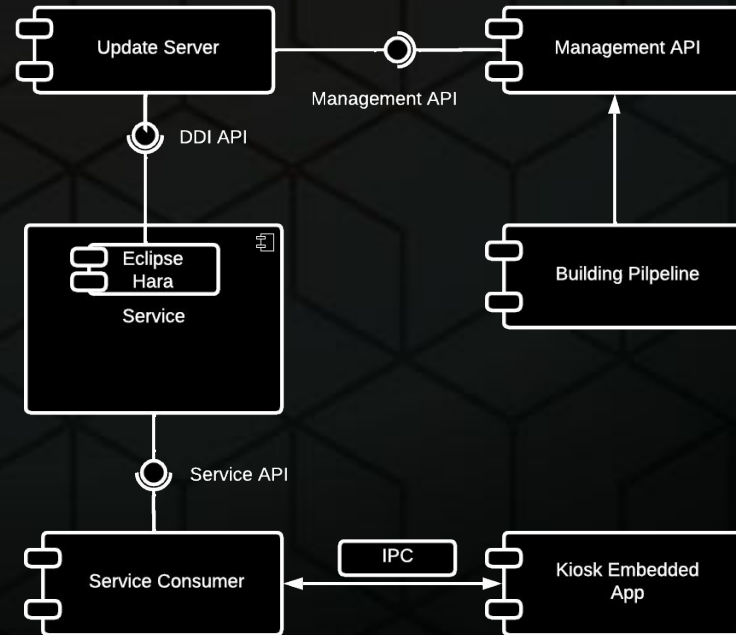 Update Server
Management API
Management API
DDI API
Eclipse
Hara
Service
Building Pilpeline
Service API
IPC
Service Consumer
Kiosk Embedded
App